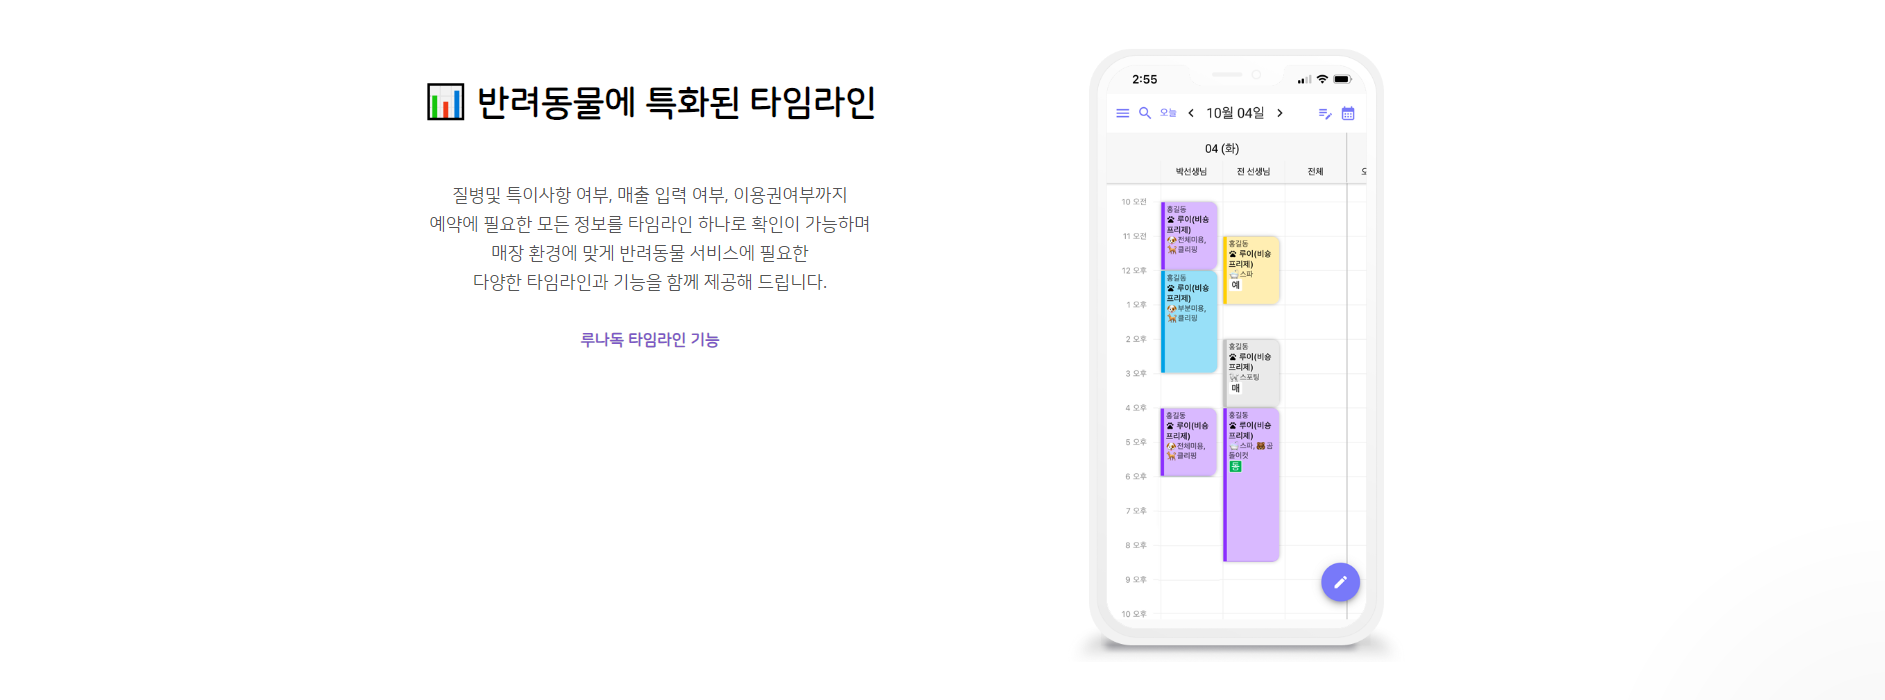 반려동물에 특화된 타임라인
질병및 특이사항 여부, 매출 입력 여부, 이용권여부까지
예약에 필요한 모든 정보를 타임라인 하나로 확인이 가능하며
매장 환경에 맞게 반려동물 서비스에 필요한
다양한 타임라인과 기능을 함께 제공해 드립니다.
루나독 타임라인 기능
2:55
오늘
10월 04일
04 (화)
박선생님
전 선생님
전체
10 오전
11 오전
12 오후
1 오후
2 오후
3 오후
4 오후
5 오후
6 오후
7 오후
8 오후
9 오후
10 오후
홍길동
루이(비숑
프리제)
전체미용,
클리핑
홍길동
루이(비숑
프리제)
부분미용,
클리핑
홍길동
루이(비숑
프리제)
전체미용,
클리핑
홍길동
루이(비숑
프리제)
스파
예
홍길동
루이(비숑
프리제)
스포팅
매
홍길동
루이(비숑
프리제)
스파, 곰
돌이컷
동